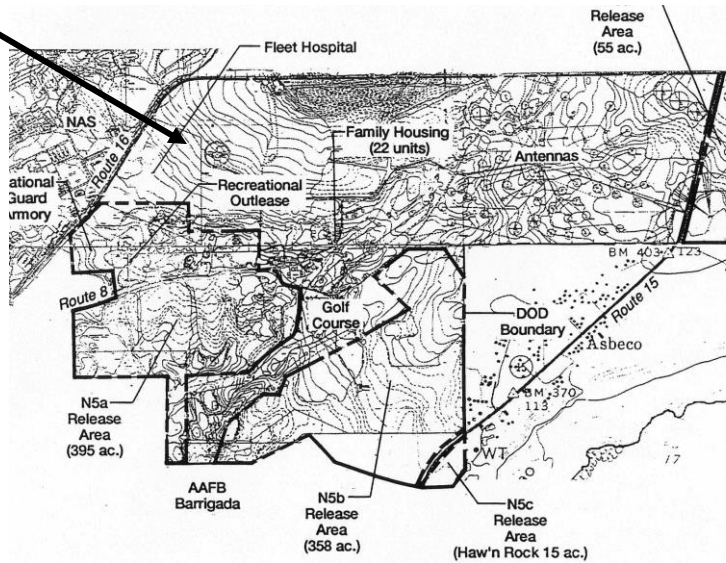 Release
Area
(55 ac.)
Fleet Hospital
NAS
Route 16
Family Housing
(22 units)
Antennas
ational
Guard
Armory
Recreational
Outlease
BM 403
123
Route 8
Route 15
Golf
Course
DOD
Boundary
Asbeco
45
BM 370
113
N5a
Release
Area
(395 ac.)
WT
17
AAFB
Barrigada
N5b
Release
Area
(358 ac.)
N5c
Release
Area
(Haw'n Rock 15 ac.)